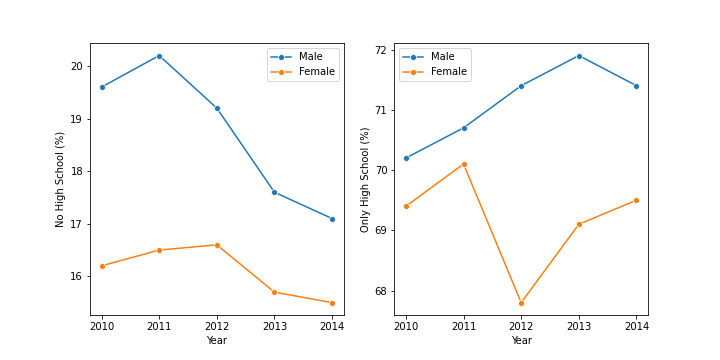 No High School (%)
20
19
18
17
16
Male
Female
2010 2011 2012 2013 2014
Year
Only High School (%)
72
71
70
69
68
Male
Female
2010 2011 2012 2013 2014
Year